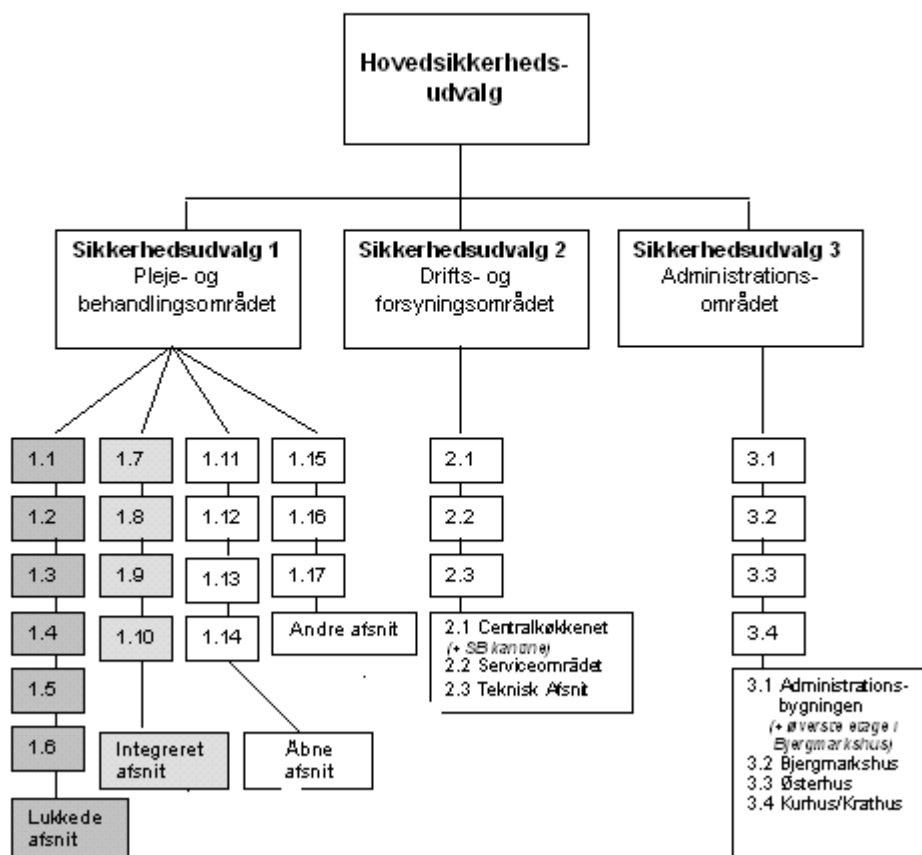 Hovedsikkerheds-
udvalg
Sikkerhedsudvalg 1
Pleje- og
behandlingsområdet
Sikkerhedsudvalg 2
Drifts- og
forsyningsområdet
Sikkerhedsudvalg 3
Administrations-
området
1.1
1.2
1.3
1.4
1.5
1.6
Lukkede
afsnit
1.7
1.8
1.9
1.10
Integreret
afsnit
1.11
1.12
1.13
1.14
Åbne
afsnit
1.15
1.16
1.17
Andre afsnit
2.1
2.2
2.3
2.1 Centralkøkkenet
(+ SB kantine)
2.2 Serviceområdet
2.3 Teknisk Afsnit
3.1
3.2
3.3
3.4
3.1 Administrations-
bygningen
(+ øverste etage i
Bjergmarkshus)
3.2 Bjergmarkshus
3.3 Østerhus
3.4 Kurhus/Krathus